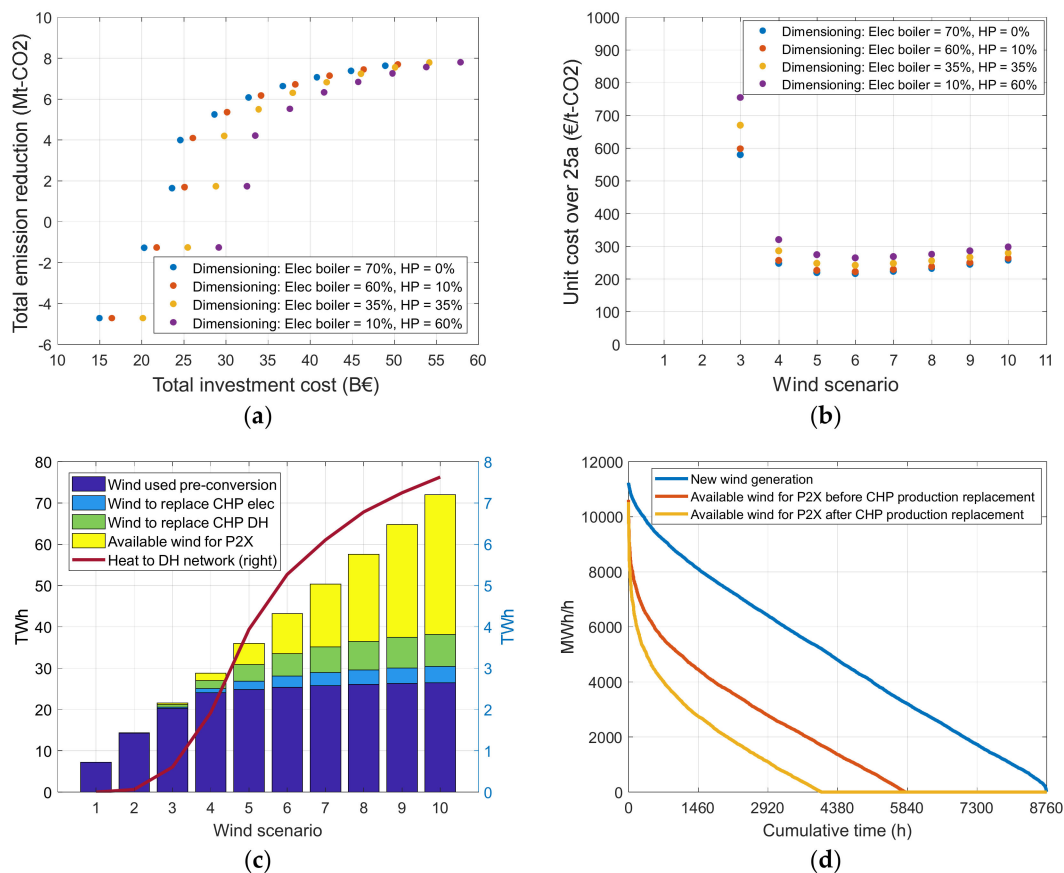 8
6
4
2
0
-2
-4
-6
10
10
15
20
25
30
35
40
45
50
55
60
Total emission reduction (Mt-CO2)
Total investment cost (B€)
Dimensioning: Elec boiler = 70%, HP = 0%
Dimensioning: Elec boiler = 60%, HP = 10%
Dimensioning: Elec boiler = 35%, HP = 35%
Dimensioning: Elec boiler = 10%, HP = 60%
(a)
1000
900
800
700
600
500
400
300
200
100
0
1
2
3
4
5
6
7
8
9
10
11
Unit cost over 25a (€/t-CO2)
Wind scenario
Dimensioning: Elec boiler = 70%, HP = 0%
Dimensioning: Elec boiler = 60%, HP = 10%
Dimensioning: Elec boiler = 35%, HP = 35%
Dimensioning: Elec boiler = 10%, HP = 60%
(b)
80
70
60
50
40
30
20
10
0
TWh
Wind used pre-conversion
Wind to replace CHP elec
Wind to replace CHP DH
Available wind for P2X
Heat to DH network (right)
8
7
6
5
4
3
2
1
0
TWh
1
2
3
4
5
6
7
8
9
10
Wind scenario
(c)
12000
10000
8000
6000
4000
2000
0
MWh/h
New wind generation
Available wind for P2X before CHP production replacement
Available wind for P2X after CHP production replacement
0
1460
2920
4380
5840
7300
8760
Cumulative time (h)
(d)